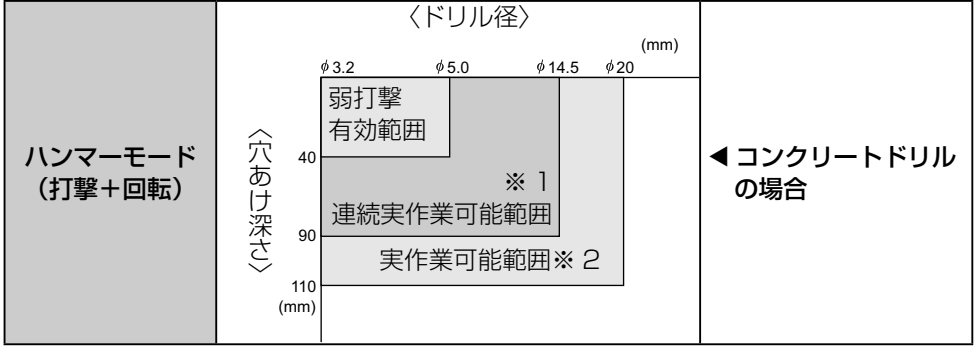 ハンマーモード
（打撃＋回転）
〈ドリル径〉
(mm)
φ3.2 φ5.0 φ14.5 φ20
〈穴あけ深さ〉
弱打撃
有効範囲
40
※１
連続実作業可能範囲
90
実作業可能範囲※２
110
(mm)
◀コンクリートドリル
の場合